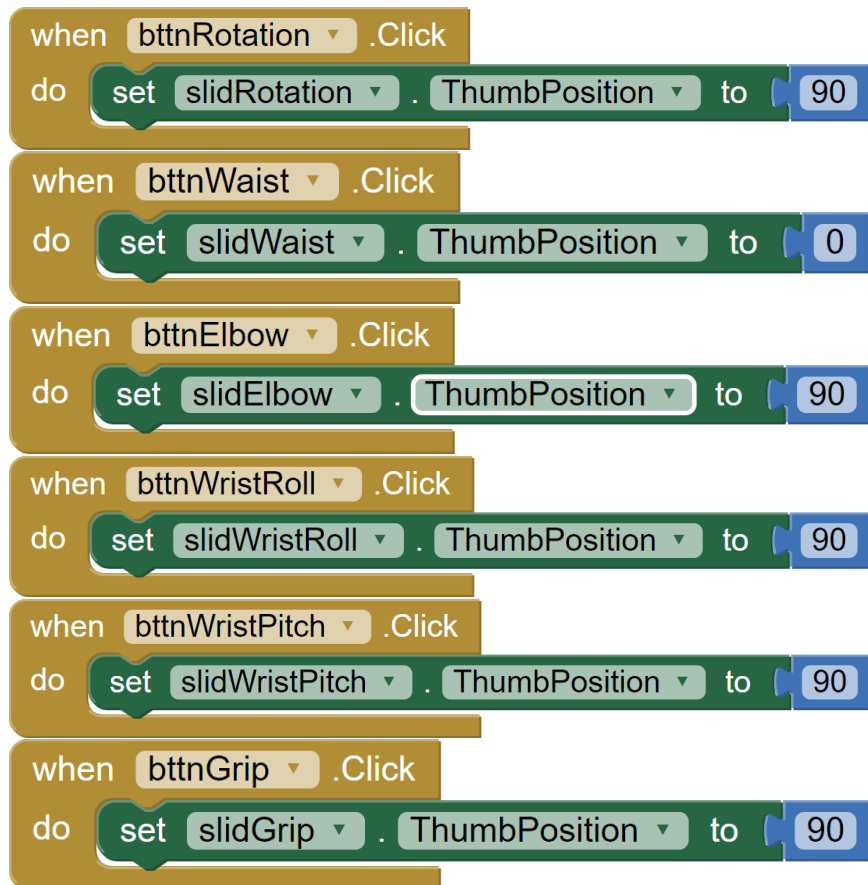 when bttnRotation .Click
do set slidRotation . ThumbPosition to 90
when bttnWaist .Click
do set slidWaist . ThumbPosition to 0
when bttnElbow .Click
do set slidElbow . ThumbPosition to 90
when bttnWristRoll .Click
do set slidWristRoll . ThumbPosition to 90
when bttnWristPitch .Click
do set slidWristPitch . ThumbPosition to 90
when bttnGrip .Click
do set slidGrip . ThumbPosition to 90